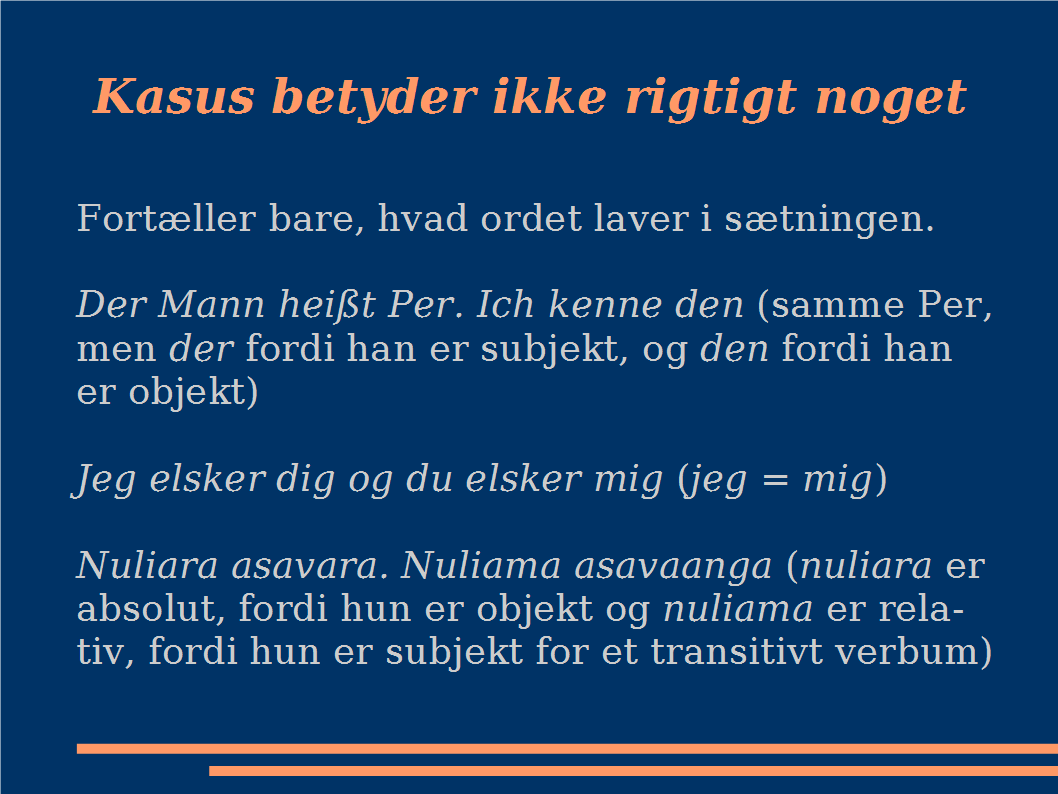 Kasus betyder ikke rigtigt noget
Fortæller bare, hvad ordet laver i sætningen.
Der Mann heißt Per. Ich kenne den (samme Per,
men der fordi han er subjekt, og den fordi han
er objekt)
Jeg elsker dig og du elsker mig (jeg = mig)
Nuliara asavara. Nuliama asavaanga (nuliara er
absolut, fordi hun er objekt og nuliama er rela-
tiv, fordi hun er subjekt for et transitivt verbum)